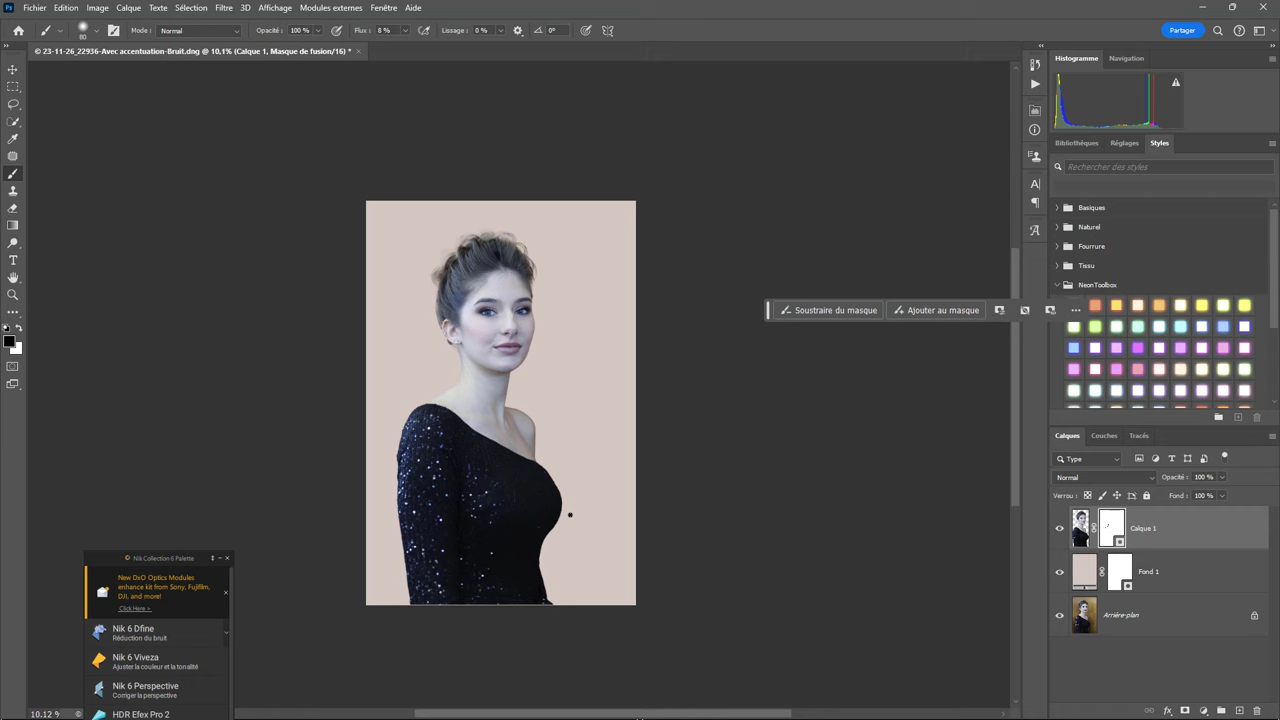 Ps
Fichier Edition Image Calque Texte Sélection Filtre 3D Affichage Modules externes Fenêtre Aide
80
Mode: Normal
Opacité: 100 %
Flux: 8 %
Lissage: 0 %
0°
Partager
© 23-11-26_22936-Avec accentuation-Bruit.dng @ 10,1% (Calque 1, Masque de fusion/16) *
Histogramme Navigation
Bibliothèques Réglages Styles
Rechercher des styles
Basiques
Naturel
Fourrure
Tissu
NeonToolbox
Soustraire du masque
Ajouter au masque
Calques Couches Tracés
Type
Normal
Opacité: 100 %
Verrou:
Fond: 100 %
Calque 1
Fond 1
Arrière-plan
Nik Collection 6 Palette
New DxO Optics Modules
enhance kit from Sony, Fujifilm,
DJI, and more!
Click Here >
Nik 6 Dfine
Réduction du bruit
Nik 6 Viveza
Ajuster la couleur et la tonalité
Nik 6 Perspective
Corriger la perspective
HDR Efex Pro 2